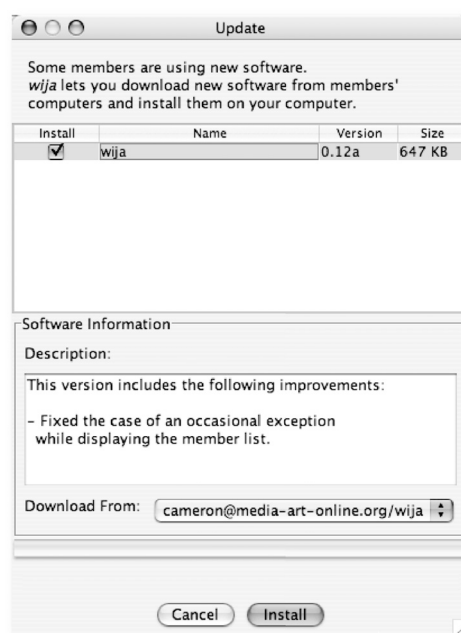 Update
Some members are using new software.
wija lets you download new software from members'
computers and install them on your computer.
Install Name Version Size
wija 0.12a 647 KB
Software Information
Description:
This version includes the following improvements:
– Fixed the case of an occasional exception
while displaying the member list.
Download From: cameron@media-art-online.org/wija
Cancel Install